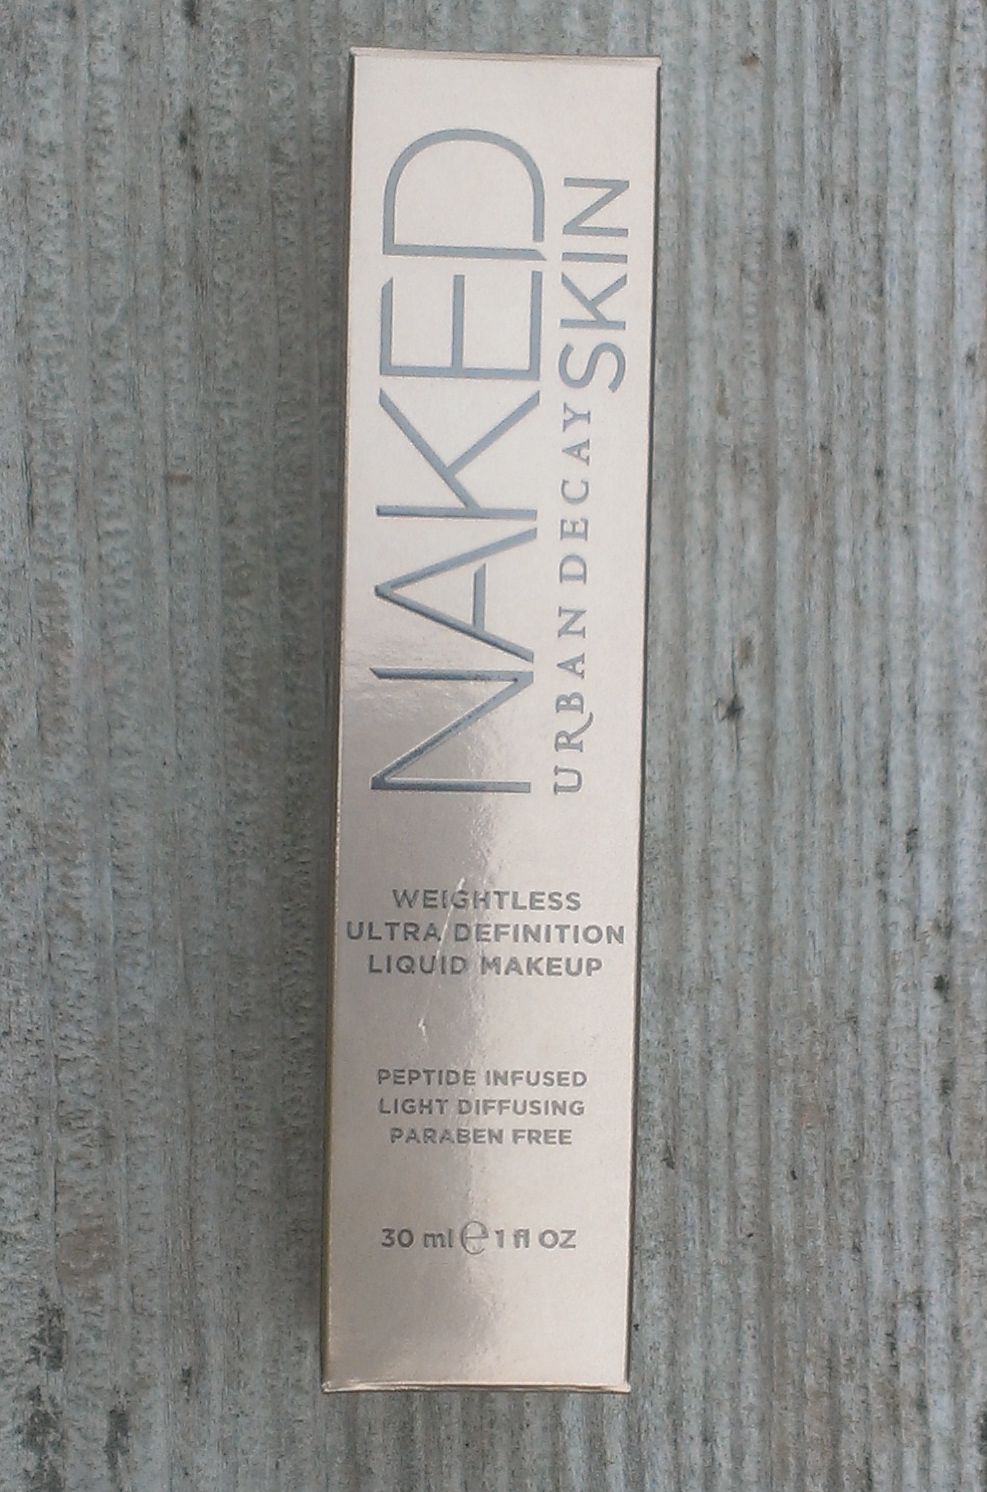 NAKED
URBAN DECAY SKIN
WEIGHTLESS
ULTRA DEFINITION
LIQUID MAKEUP
PEPTIDE INFUSED
LIGHT DIFFUSING
PARABEN FREE
30 ml e 1 fl OZ